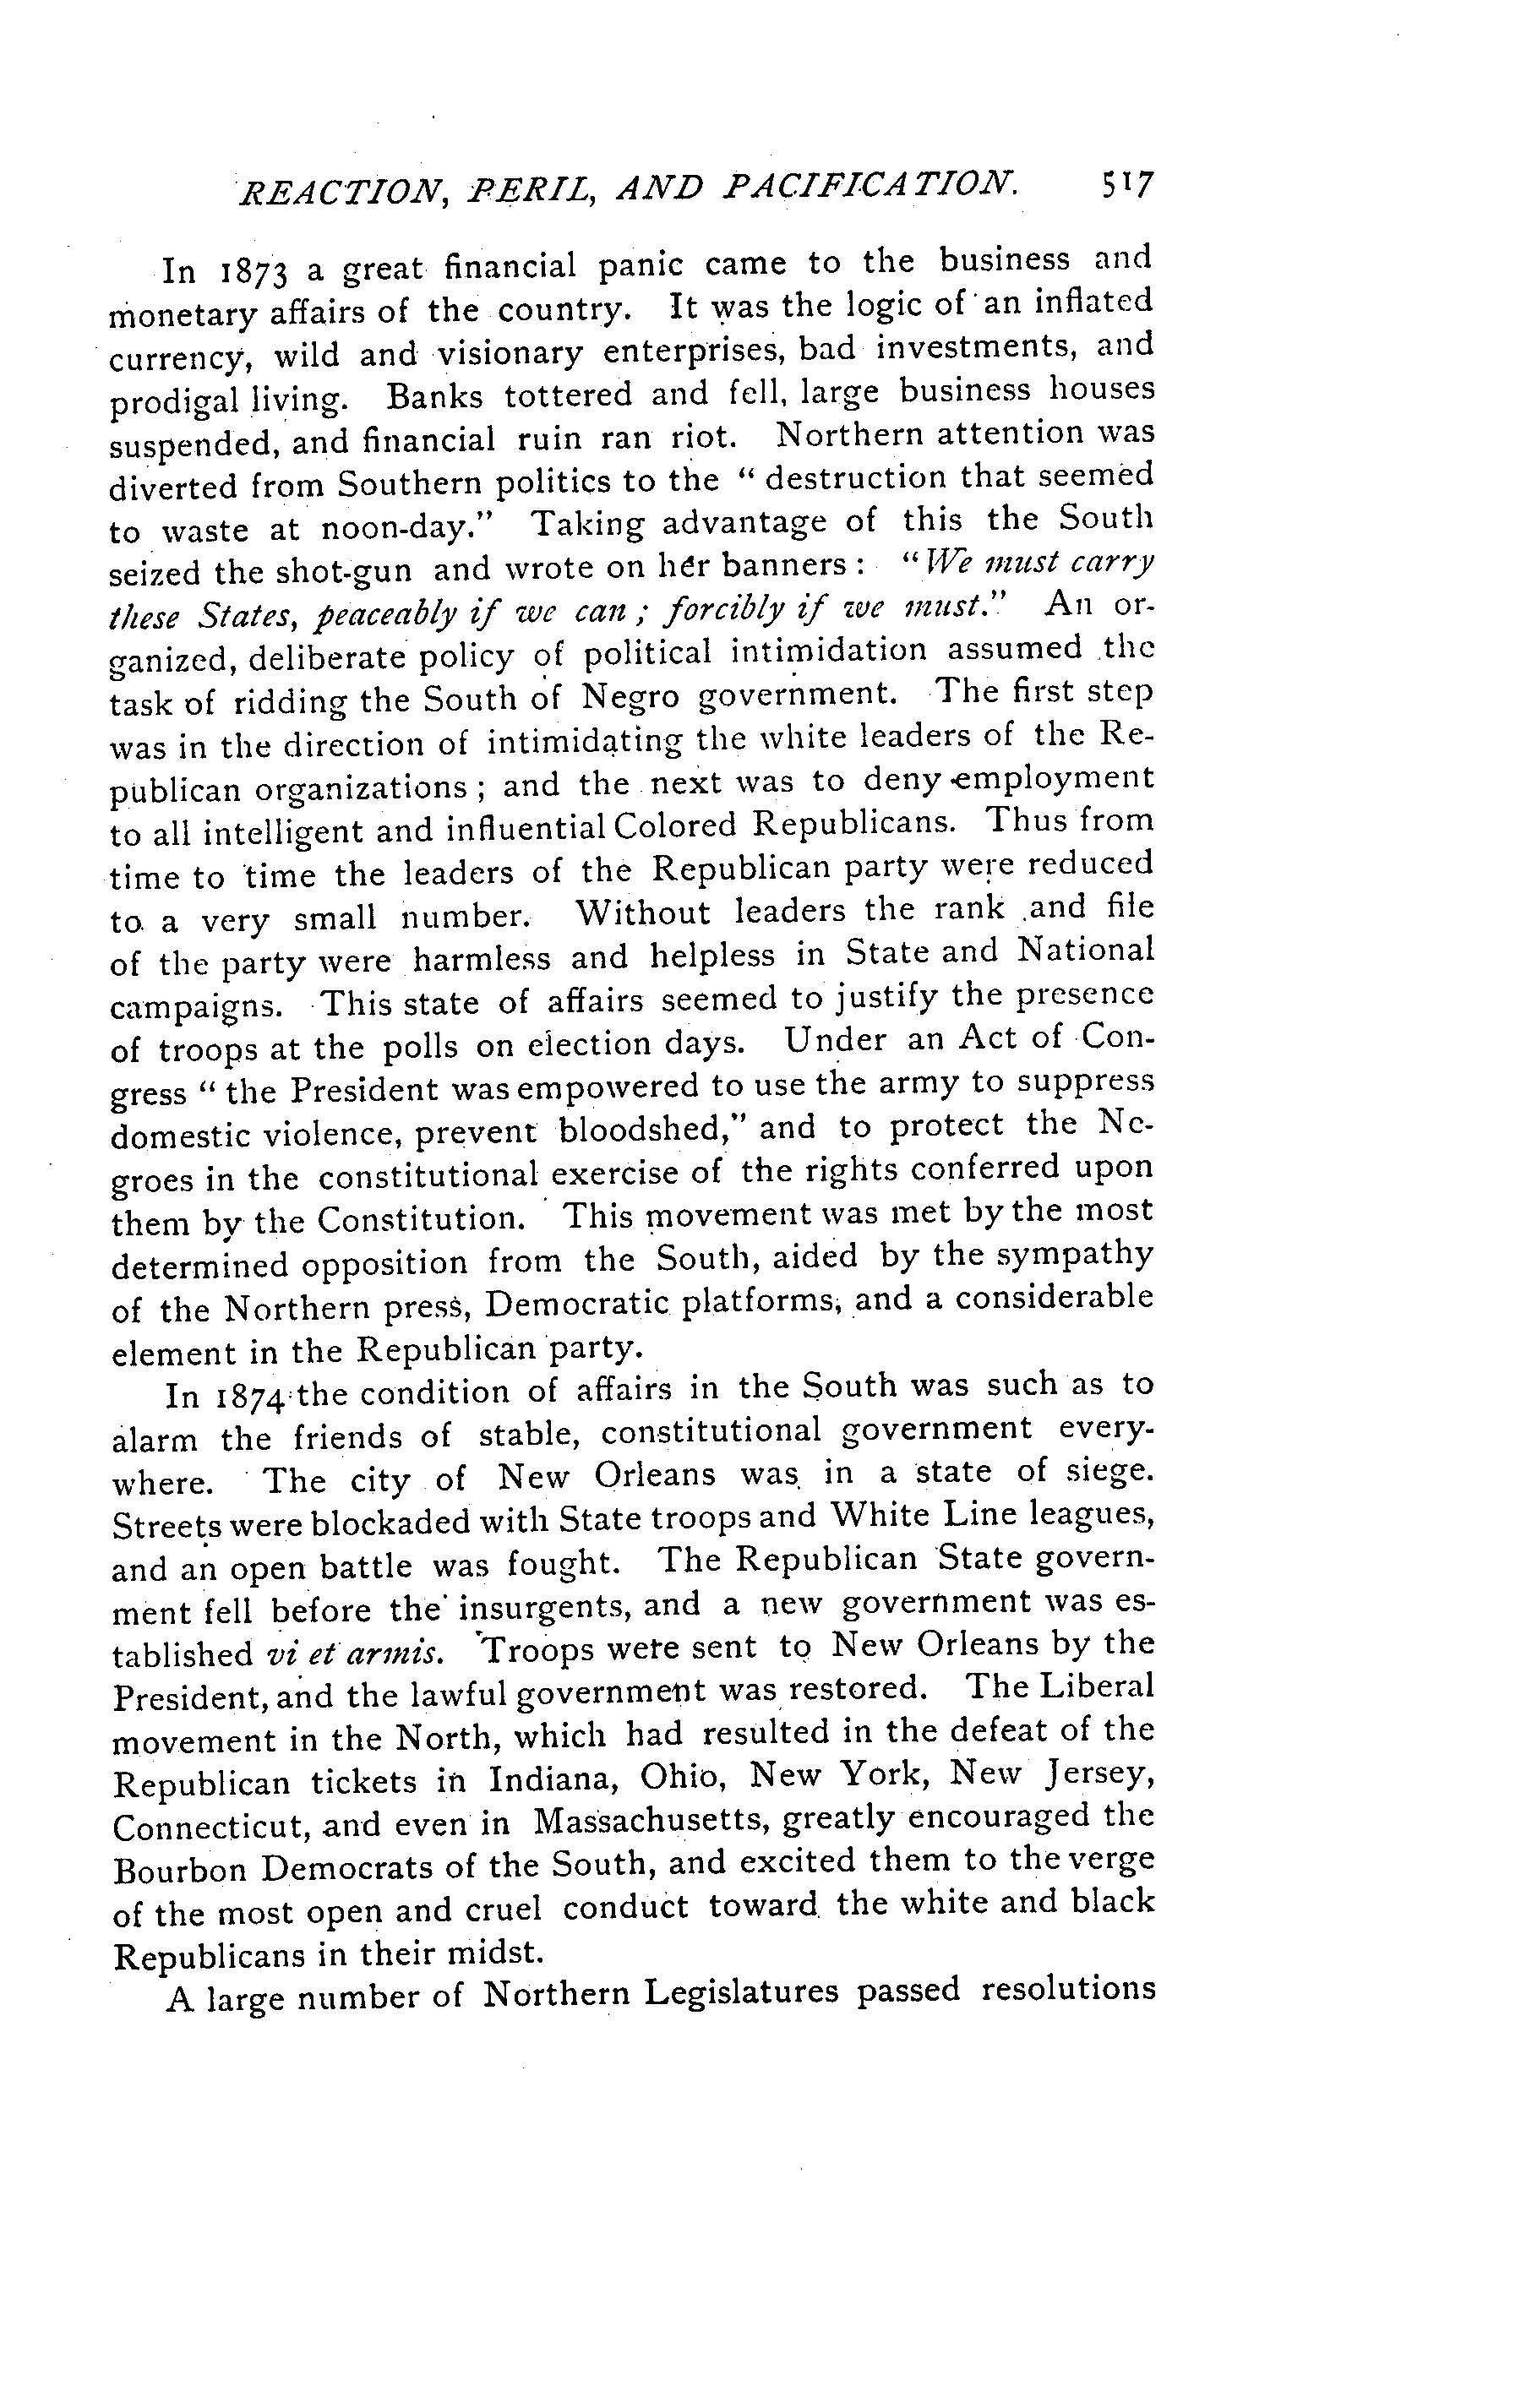 REACTION, PERIL, AND PACIFICATION. 517
In 1873 a great financial panic came to the business and
monetary affairs of the country. It was the logic of an inflated
currency, wild and visionary enterprises, bad investments, and
prodigal living. Banks tottered and fell, large business houses
suspended, and financial ruin ran riot. Northern attention was
diverted from Southern politics to the " destruction that seemed
to waste at noon-day." Taking advantage of this the South
seized the shot-gun and wrote on her banners : " We must carry
these States, peaceably if we can ; forcibly if we must." An or-
ganized, deliberate policy of political intimidation assumed the
task of ridding the South of Negro government. The first step
was in the direction of intimidating the white leaders of the Re-
publican organizations ; and the next was to deny employment
to all intelligent and influential Colored Republicans. Thus from
time to time the leaders of the Republican party were reduced
to a very small number. Without leaders the rank and file
of the party were harmless and helpless in State and National
campaigns. This state of affairs seemed to justify the presence
of troops at the polls on election days. Under an Act of Con-
gress " the President was empowered to use the army to suppress
domestic violence, prevent bloodshed," and to protect the Ne-
groes in the constitutional exercise of the rights conferred upon
them by the Constitution. This movement was met by the most
determined opposition from the South, aided by the sympathy
of the Northern press, Democratic platforms, and a considerable
element in the Republican party.
In 1874 the condition of affairs in the South was such as to
alarm the friends of stable, constitutional government every-
where. The city of New Orleans was in a state of siege.
Streets were blockaded with State troops and White Line leagues,
and an open battle was fought. The Republican State govern-
ment fell before the insurgents, and a new government was es-
tablished vi et armis. Troops were sent to New Orleans by the
President, and the lawful government was restored. The Liberal
movement in the North, which had resulted in the defeat of the
Republican tickets in Indiana, Ohio, New York, New Jersey,
Connecticut, and even in Massachusetts, greatly encouraged the
Bourbon Democrats of the South, and excited them to the verge
of the most open and cruel conduct toward the white and black
Republicans in their midst.
A large number of Northern Legislatures passed resolutions